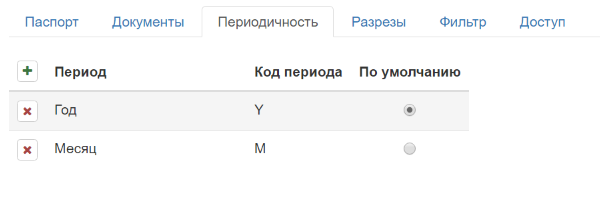 Паспорт Документы Периодичность Разрезы Фильтр Доступ
Период Код периода По умолчанию
Год Y
Месяц M